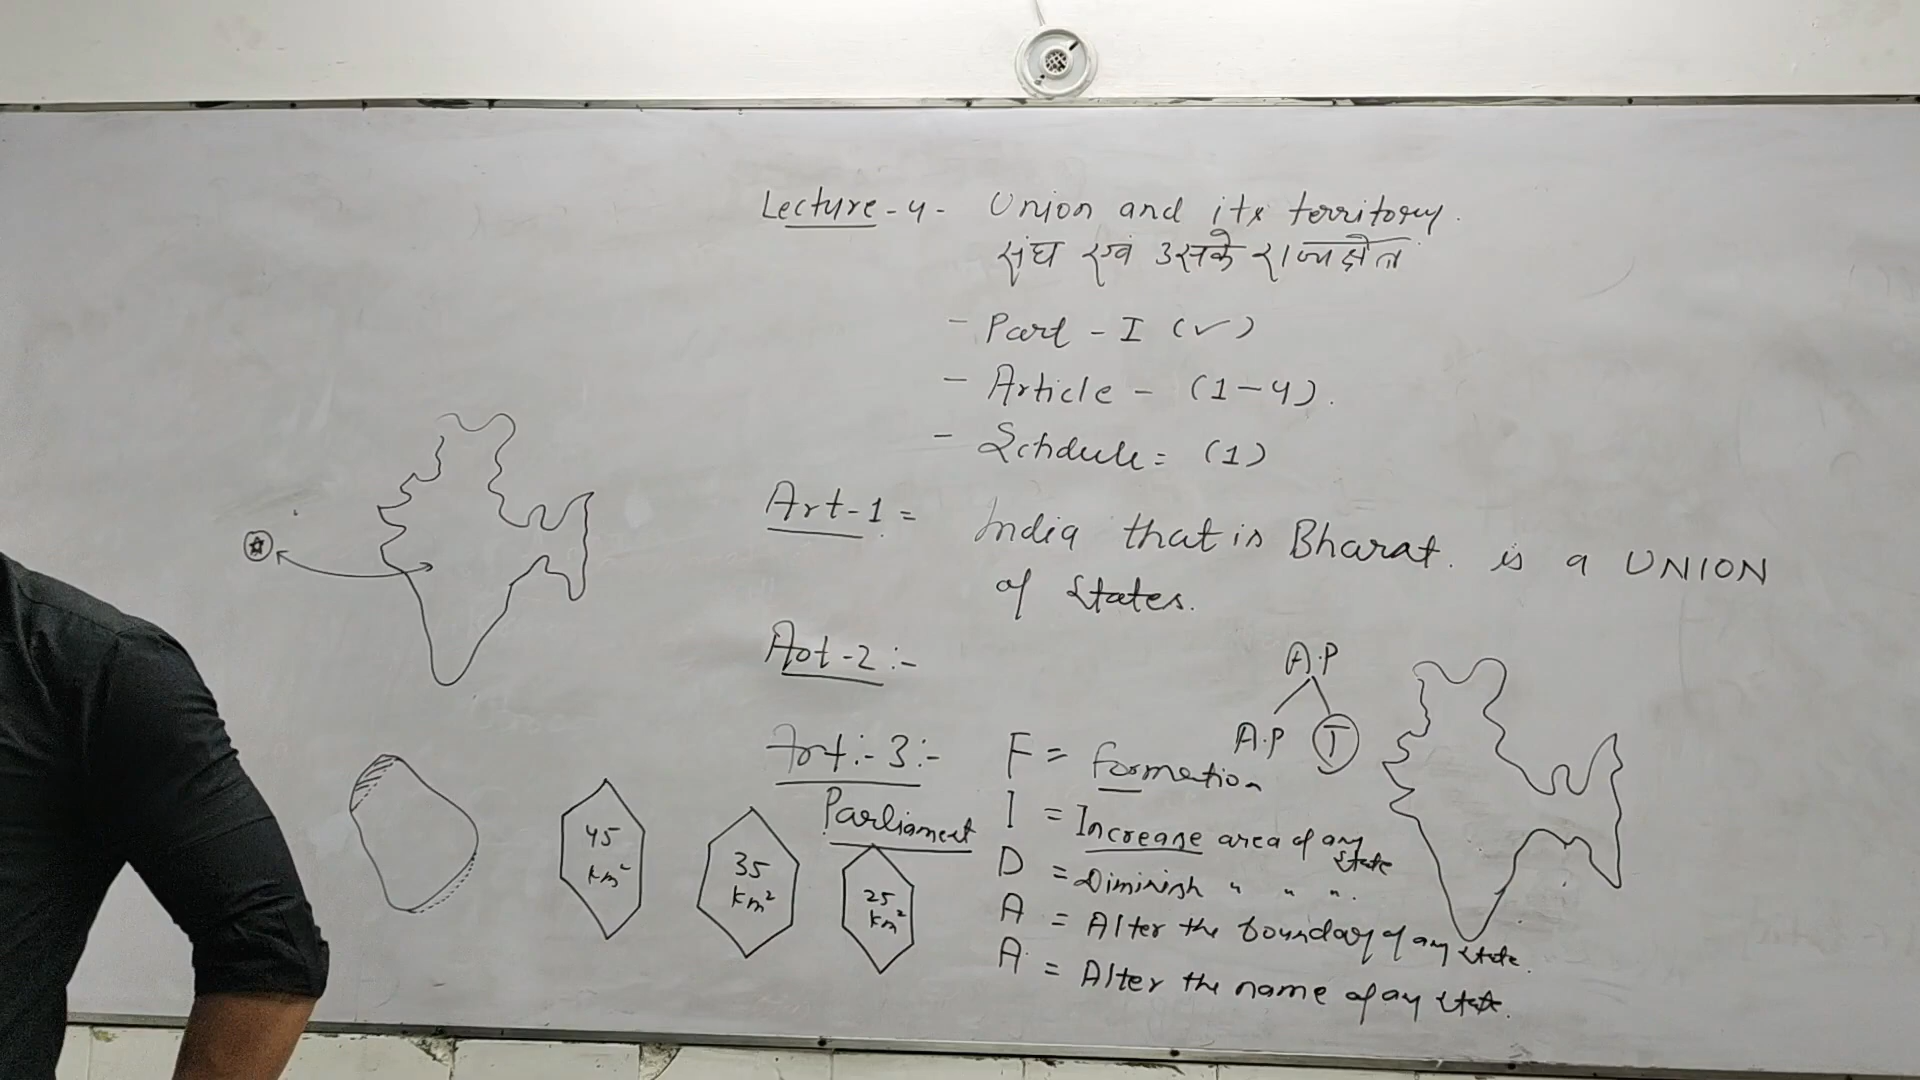 Lecture-4- Union and its territory.
संघ एवं उसके राज्यक्षेत्र
- Part - I (✓)
- Article - (1-4).
- Schdule = (1)
Art-1 = India that is Bharat. is a UNION
of States.
Art-2 :-
A.P
A.P T
Art:-3:- F = formation
Parliament
I = Increase area of any
state
D = Diminish " " ".
A = Alter the boundary of any state.
A = Alter the name of any state.
45
km²
35
km²
25
km²